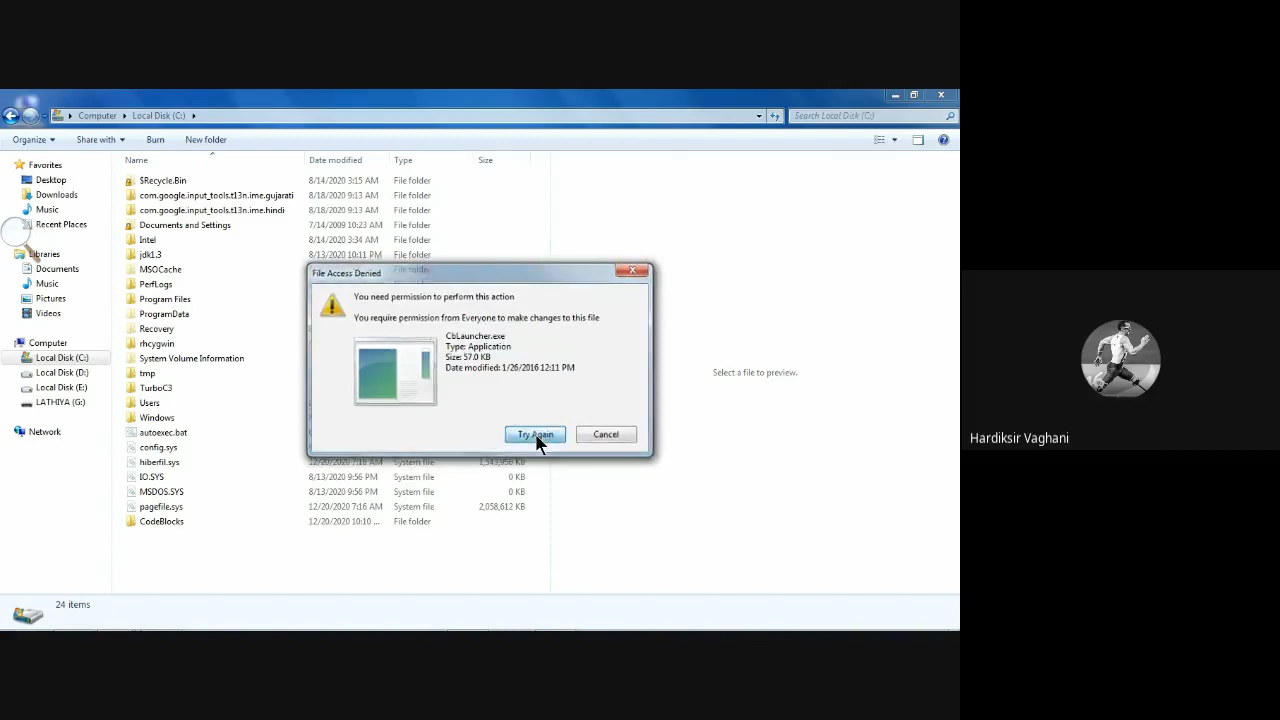 Computer Local Disk (C:) Search Local Disk (C:)
Organize Share with Burn New folder
Name Date modified Type Size
Favorites
Desktop
Downloads
Music
Recent Places
Libraries
Documents
Music
Pictures
Videos
Computer
Local Disk (C:)
Local Disk (D:)
Local Disk (E:)
LATHIYA (G:)
Network
$Recycle.Bin 8/14/2020 3:15 AM File folder
com.google.input_tools.t13n.ime.gujarati 8/18/2020 9:13 AM File folder
com.google.input_tools.t13n.ime.hindi 8/18/2020 9:13 AM File folder
Documents and Settings 7/14/2009 10:23 AM File folder
Intel 8/14/2020 3:34 AM File folder
jdk1.3 8/13/2020 10:11 PM File folder
MSOCache File folder
PerfLogs
Program Files
ProgramData
Recovery
rhcygwin
System Volume Information
tmp
TurboC3
Users
Windows
autoexec.bat
config.sys
hiberfil.sys 12/20/2020 7:16 AM System file
IO.SYS 8/13/2020 9:56 PM System file 0 KB
MSDOS.SYS 8/13/2020 9:56 PM System file 0 KB
pagefile.sys 12/20/2020 7:16 AM System file 2,058,612 KB
CodeBlocks 12/20/2020 10:10 ... File folder
File Access Denied
You need permission to perform this action
You require permission from Everyone to make changes to this file
CbLauncher.exe
Type: Application
Size: 57.0 KB
Date modified: 1/26/2016 12:11 PM
Try Again Cancel
Select a file to preview.
24 items
Hardiksir Vaghani